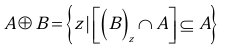 A ⊕ B = { z | [ (B)_z ∩ A ] ⊆ A }